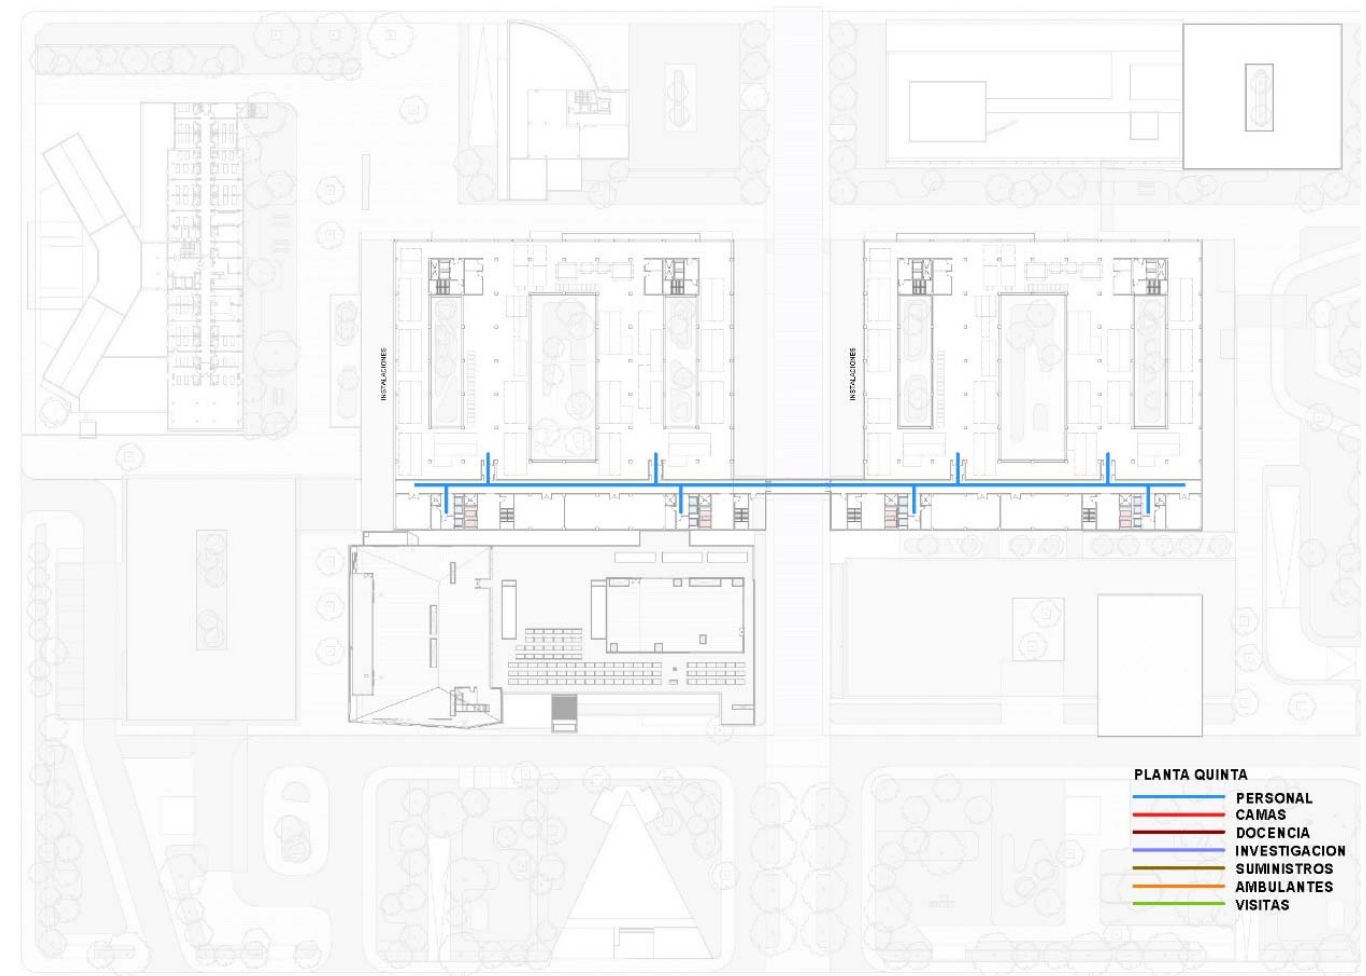 INSTALACIONES
INSTALACIONES
PLANTA QUINTA
PERSONAL
CAMAS
DOCENCIA
INVESTIGACION
SUMINISTROS
AMBULANTES
VISITAS